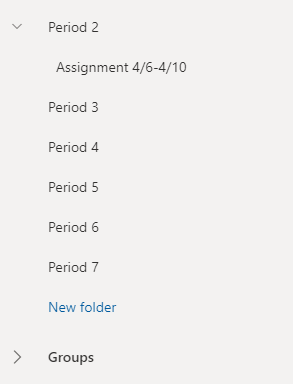 Period 2
Assignment 4/6-4/10
Period 3
Period 4
Period 5
Period 6
Period 7
New folder
Groups